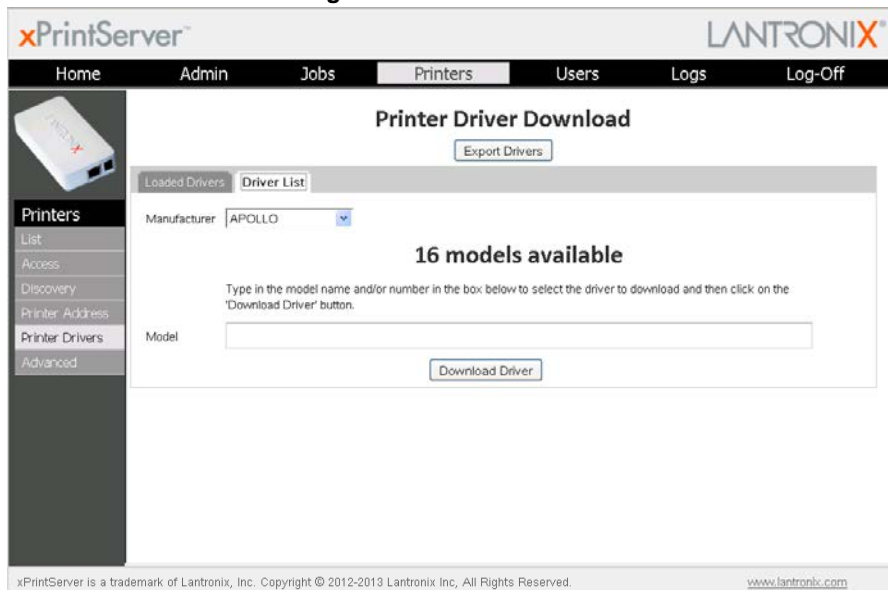 xPrintServer™
LANTRONIX®
Home Admin Jobs Printers Users Logs Log-Off
LANTRONIX
Printer Driver Download
Export Drivers
Loaded Drivers Driver List
Printers
List
Access
Discovery
Printer Address
Printer Drivers
Advanced
Manufacturer APOLLO
16 models available
Type in the model name and/or number in the box below to select the driver to download and then click on the
'Download Driver' button.
Model
Download Driver
xPrintServer is a trademark of Lantronix, Inc. Copyright © 2012-2013 Lantronix Inc, All Rights Reserved. www.lantronix.com